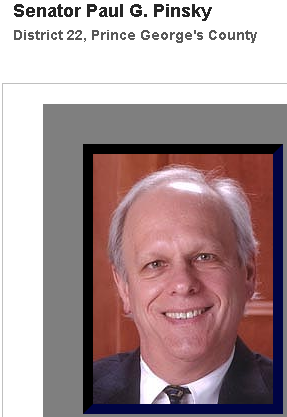 Senator Paul G. Pinsky
District 22, Prince George's County